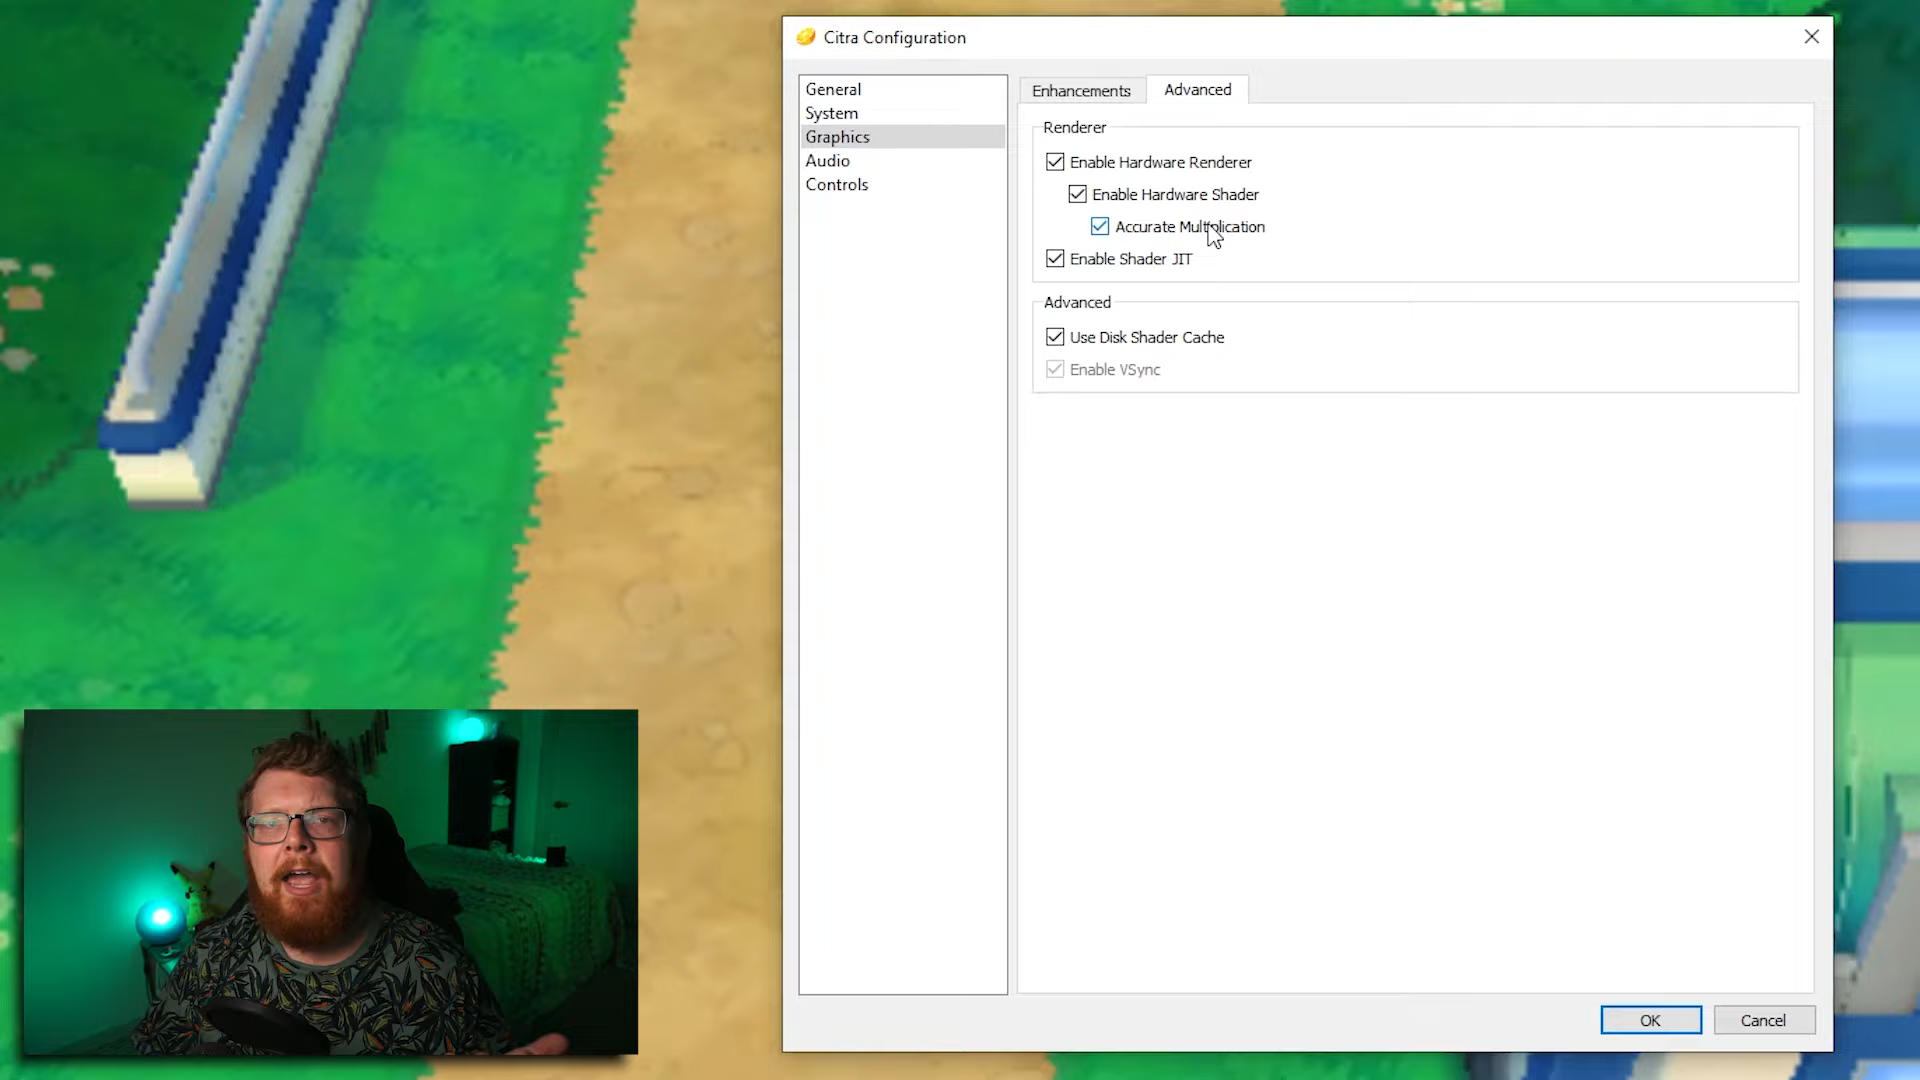 Citra Configuration
General
System
Graphics
Audio
Controls
Enhancements
Advanced
Renderer
Enable Hardware Renderer
Enable Hardware Shader
Accurate Multiplication
Enable Shader JIT
Advanced
Use Disk Shader Cache
Enable VSync
OK
Cancel